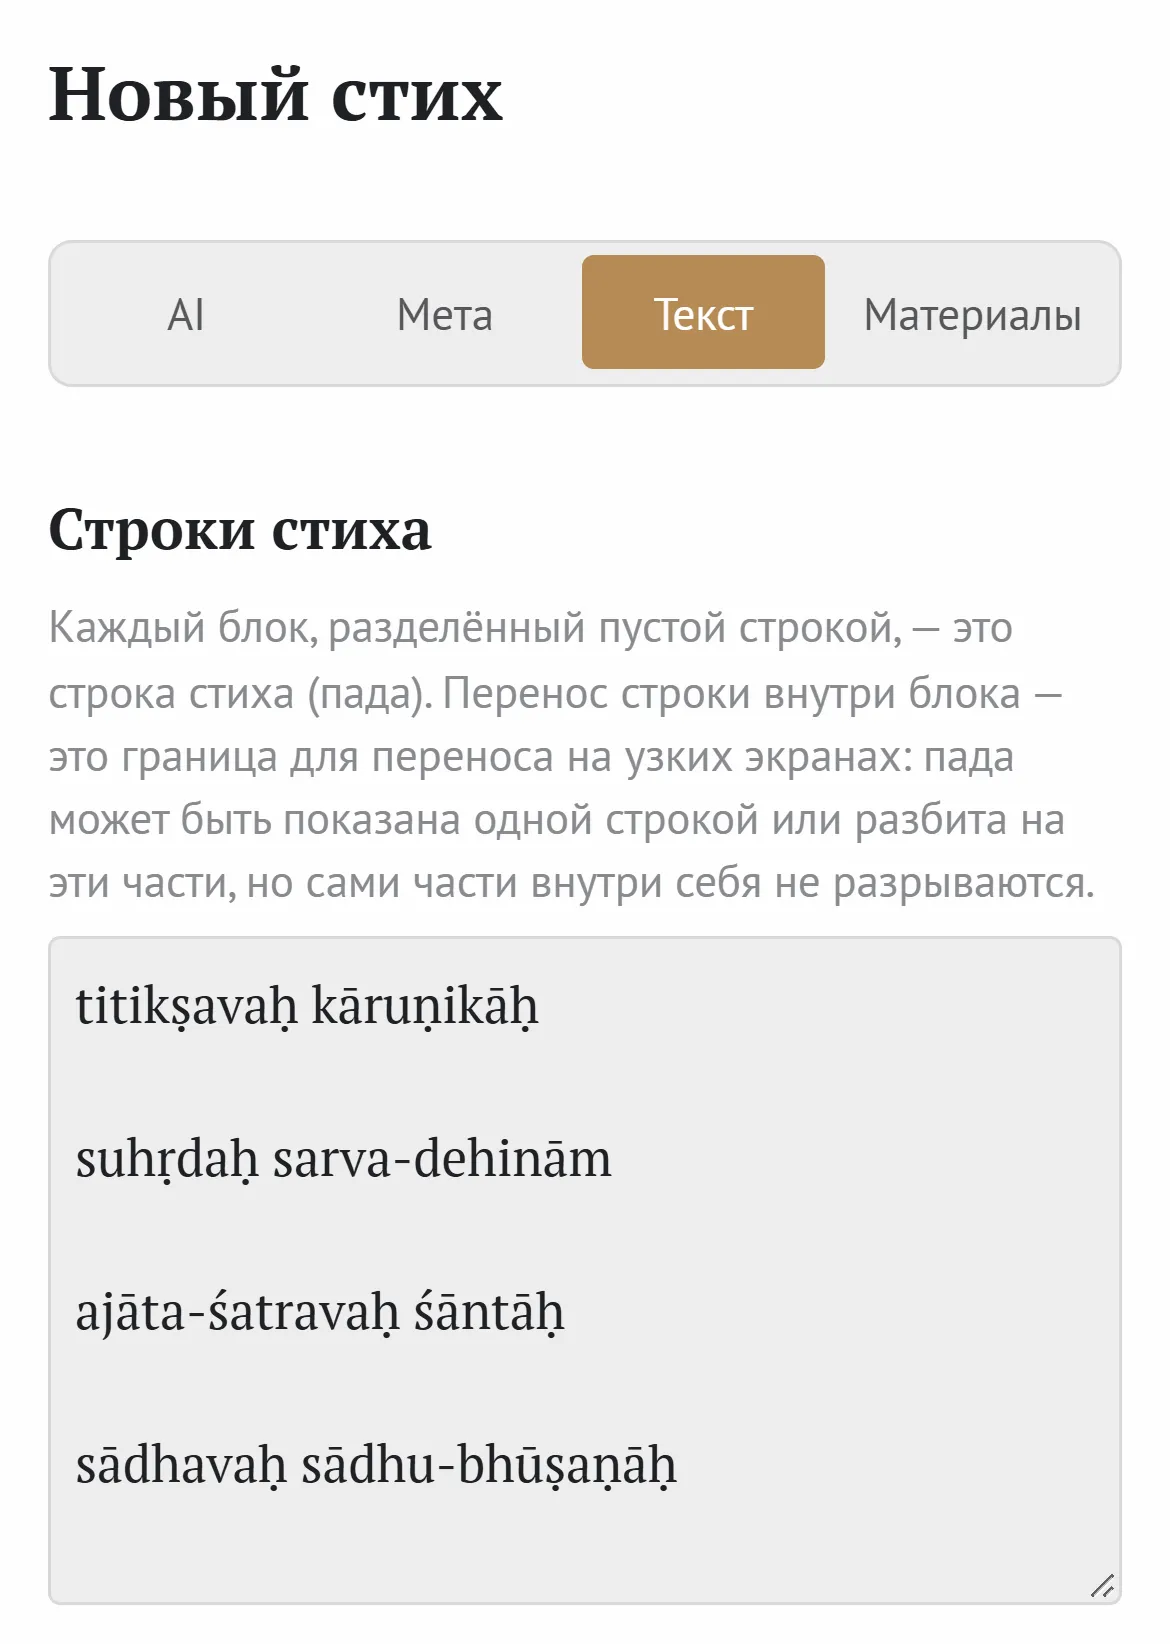 Новый стих
AI
Мета
Текст
Материалы
Строки стиха
Каждый блок, разделённый пустой строкой, — это
строка стиха (пада). Перенос строки внутри блока —
это граница для переноса на узких экранах: пада
может быть показана одной строкой или разбита на
эти части, но сами части внутри себя не разрываются.
titikṣavaḥ kāruṇikāḥ
suhṛdaḥ sarva-dehinām
ajāta-śatravaḥ śāntāḥ
sādhavaḥ sādhu-bhūṣaṇāḥ